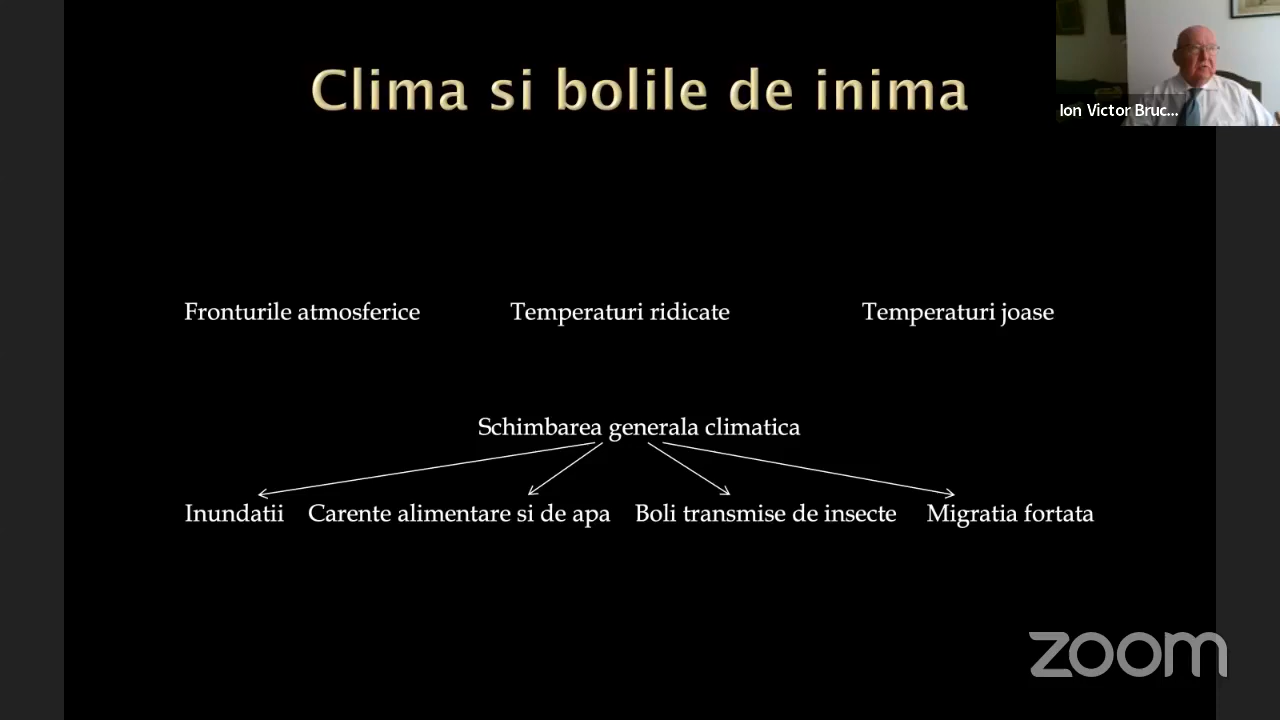 Clima si bolile de inima
Ion Victor Bruc...
Fronturile atmosferice
Temperaturi ridicate
Temperaturi joase
Schimbarea generala climatica
Inundatii
Carente alimentare si de apa
Boli transmise de insecte
Migratia fortata
zoom